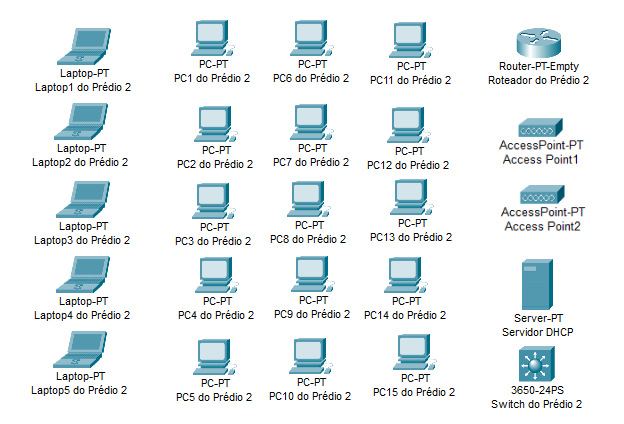 Laptop-PT
Laptop1 do Prédio 2
PC-PT
PC1 do Prédio 2
PC-PT
PC6 do Prédio 2
PC-PT
PC11 do Prédio 2
Router-PT-Empty
Roteador do Prédio 2
Laptop-PT
Laptop2 do Prédio 2
PC-PT
PC2 do Prédio 2
PC-PT
PC7 do Prédio 2
PC-PT
PC12 do Prédio 2
AccessPoint-PT
Access Point1
Laptop-PT
Laptop3 do Prédio 2
PC-PT
PC3 do Prédio 2
PC-PT
PC8 do Prédio 2
PC-PT
PC13 do Prédio 2
AccessPoint-PT
Access Point2
Laptop-PT
Laptop4 do Prédio 2
PC-PT
PC4 do Prédio 2
PC-PT
PC9 do Prédio 2
PC-PT
PC14 do Prédio 2
Server-PT
Servidor DHCP
Laptop-PT
Laptop5 do Prédio 2
PC-PT
PC5 do Prédio 2
PC-PT
PC10 do Prédio 2
PC-PT
PC15 do Prédio 2
3650-24PS
Switch do Prédio 2